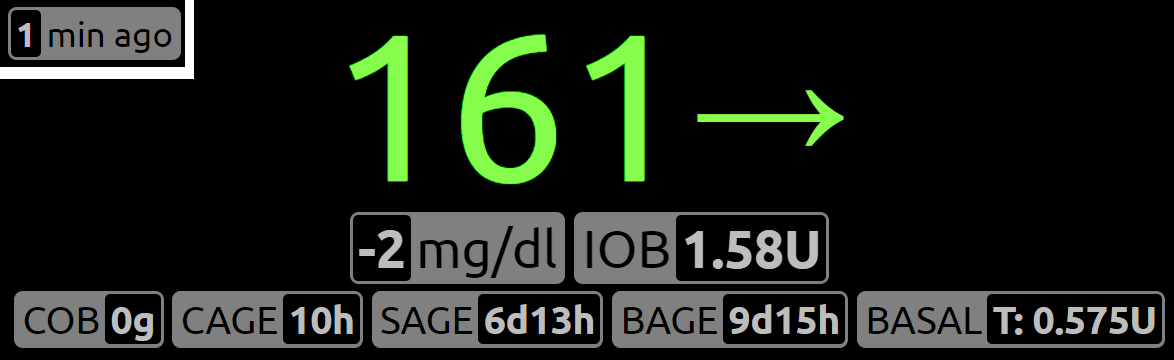 1 min ago
161→
-2 mg/dl IOB 1.58U
COB 0g CAGE 10h SAGE 6d13h BAGE 9d15h BASAL T: 0.575U